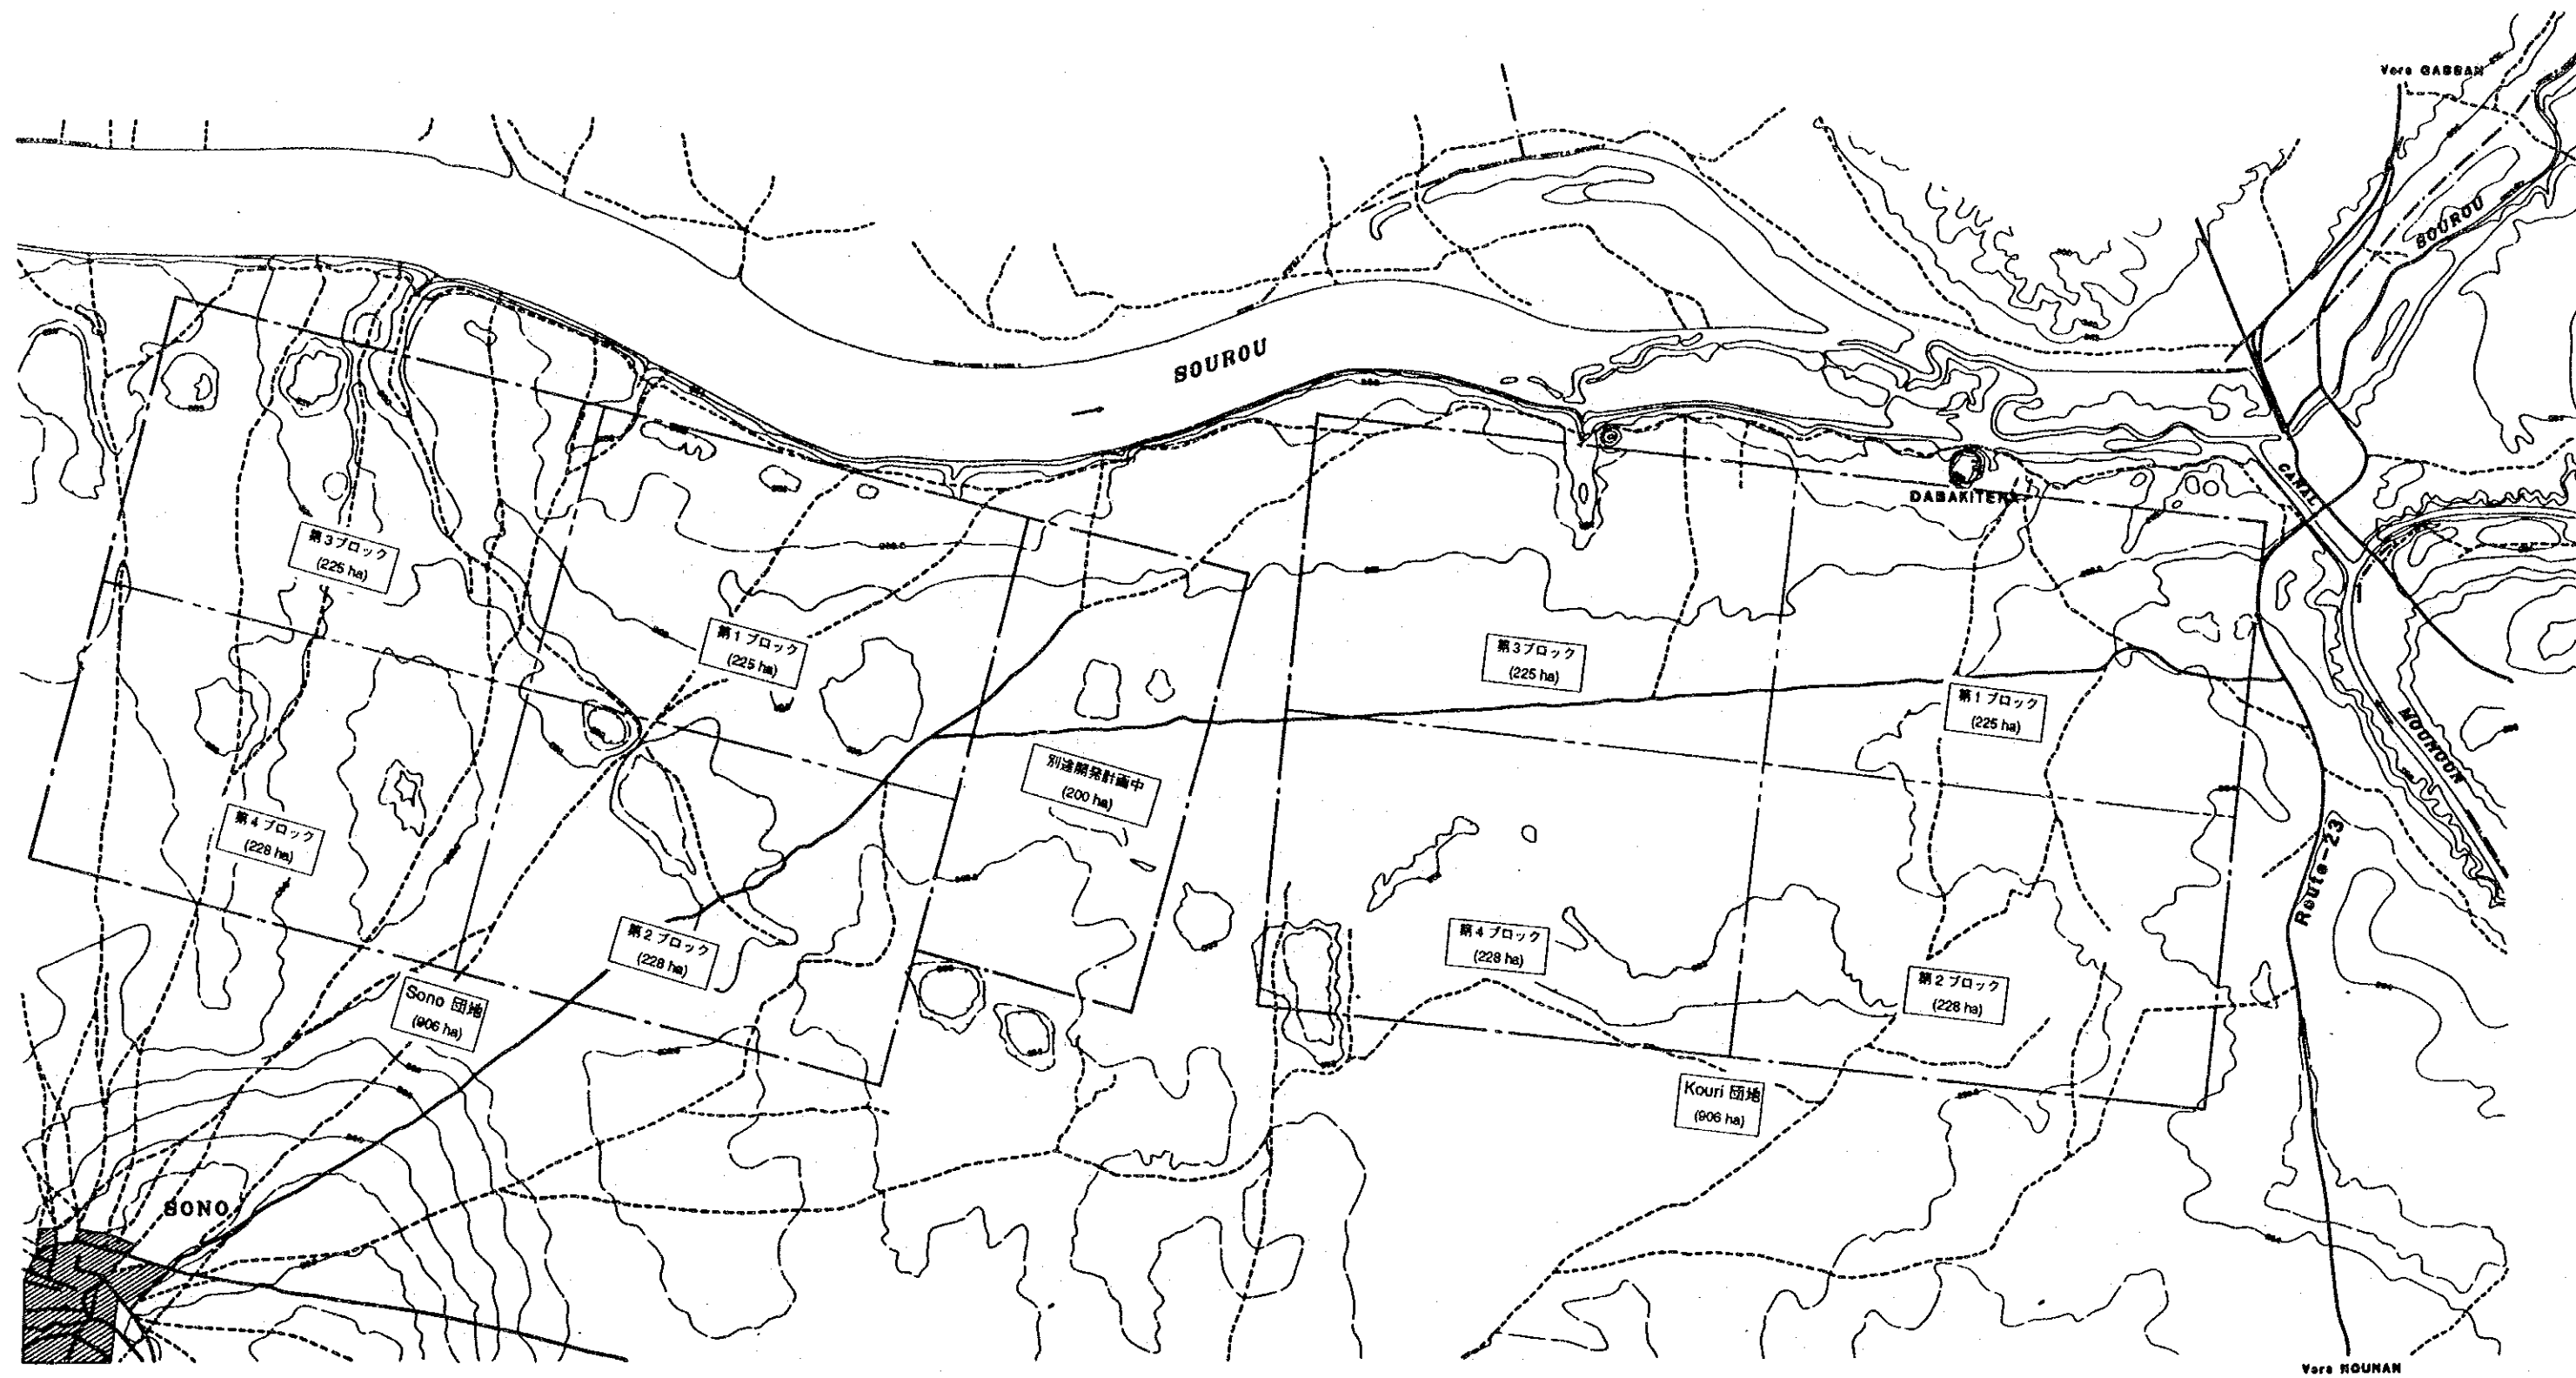 Vers GASSAN
SOUROU
SOUROU
CANAL
DABAKITENA
第3ブロック
(225 ha)
第1ブロック
(225 ha)
第3ブロック
(225 ha)
第1ブロック
(225 ha)
MOUHOUN
別途開発計画中
(200 ha)
第4ブロック
(228 ha)
Route-23
第2ブロック
(228 ha)
第4ブロック
(228 ha)
第2ブロック
(228 ha)
Sono 団地
(906 ha)
Kouri 団地
(906 ha)
SONO
Vers NOUNAN